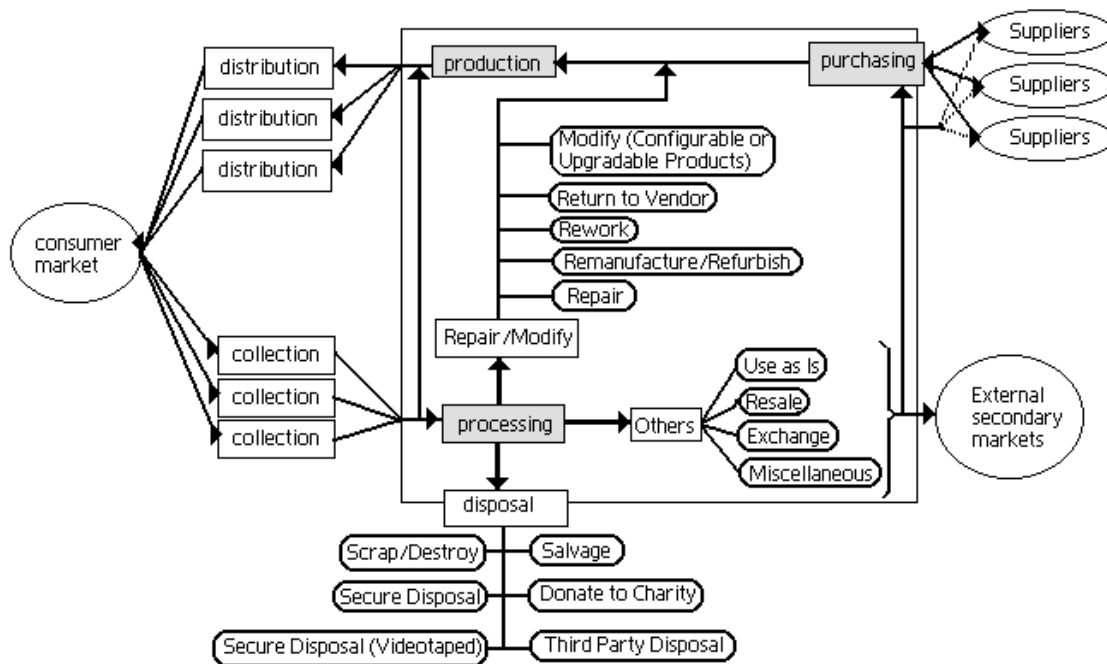 Suppliers
production
purchasing
distribution
Suppliers
distribution
Suppliers
Modify (Configurable or
Upgradable Products)
distribution
Return to Vendor
Rework
consumer
market
Remanufacture/Refurbish
Repair
Repair/Modify
collection
Use as Is
collection
Resale
External
secondary
markets
processing
Others
collection
Exchange
Miscellaneous
disposal
Scrap/Destroy
Salvage
Secure Disposal
Donate to Charity
Secure Disposal (Videotaped)
Third Party Disposal